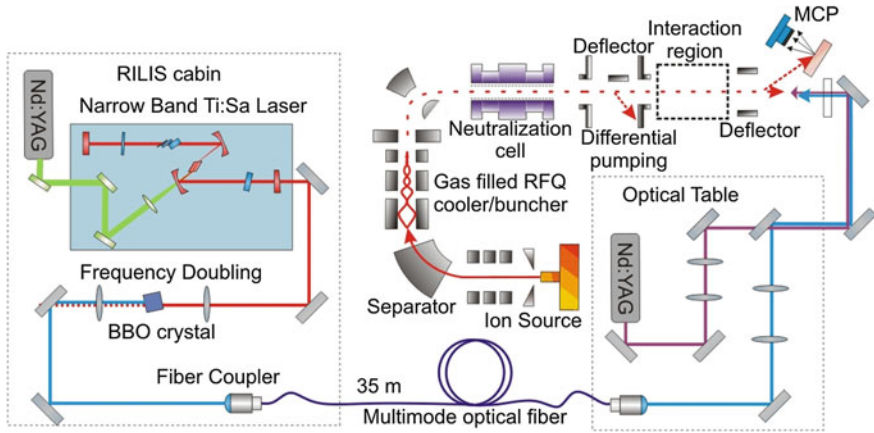 RILIS cabin
Nd:YAG
Narrow Band Ti:Sa Laser
Frequency Doubling
BBO crystal
Fiber Coupler
35 m
Multimode optical fiber
Separator
Ion Source
Gas filled RFQ
cooler/buncher
Neutralization
cell
Deflector
Differential
pumping
Interaction
region
Deflector
MCP
Optical Table
Nd:YAG